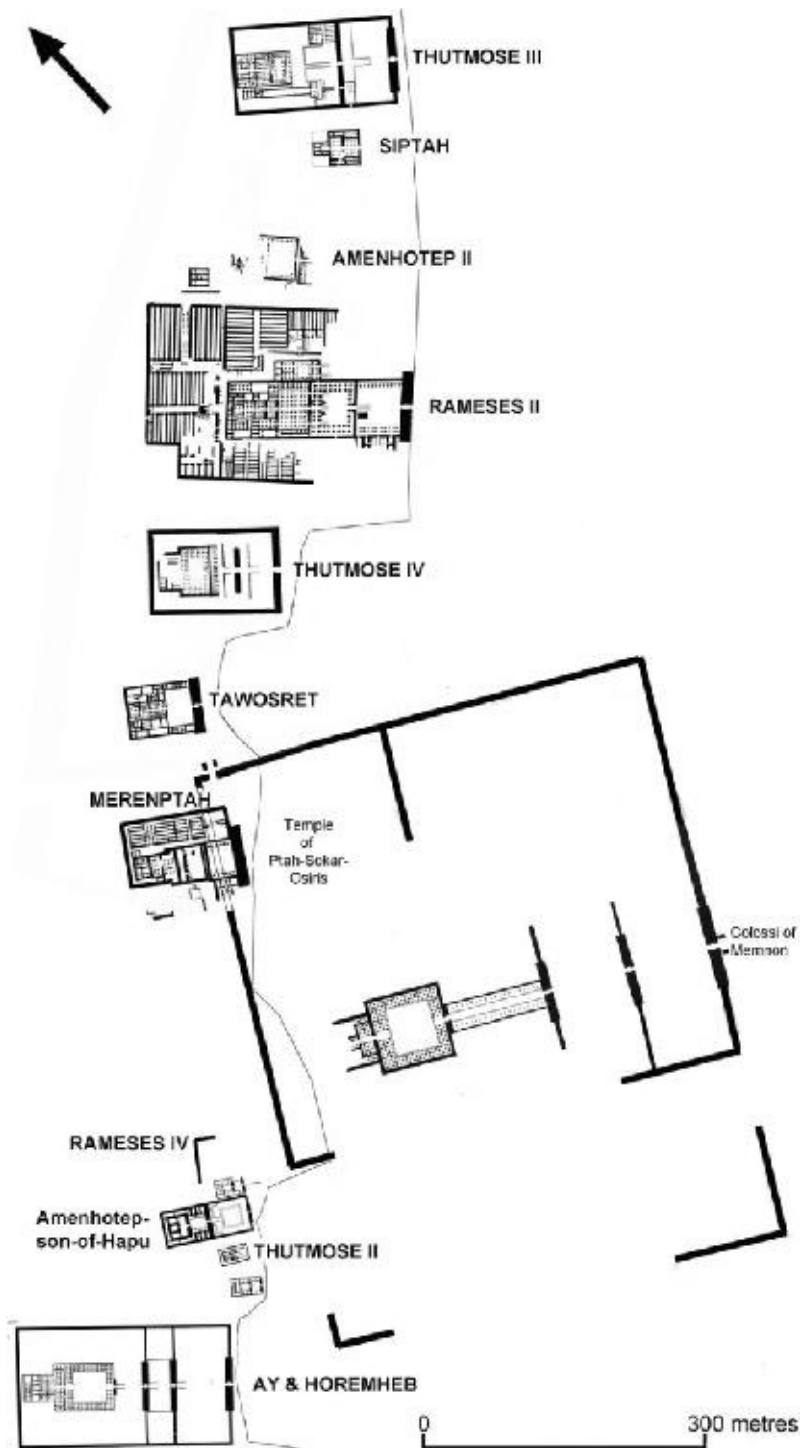 THUTMOSE III
SIPTAH
AMENHOTEP II
RAMESES II
THUTMOSE IV
TAWOSRET
MERENPTAH
Temple
of
Ptah-Sokar-
Osiris
Colossi of
Memnon
RAMESES IV
Amenhotep-
son-of-Hapu
THUTMOSE II
AY & HOREMHEB
0
300 metres